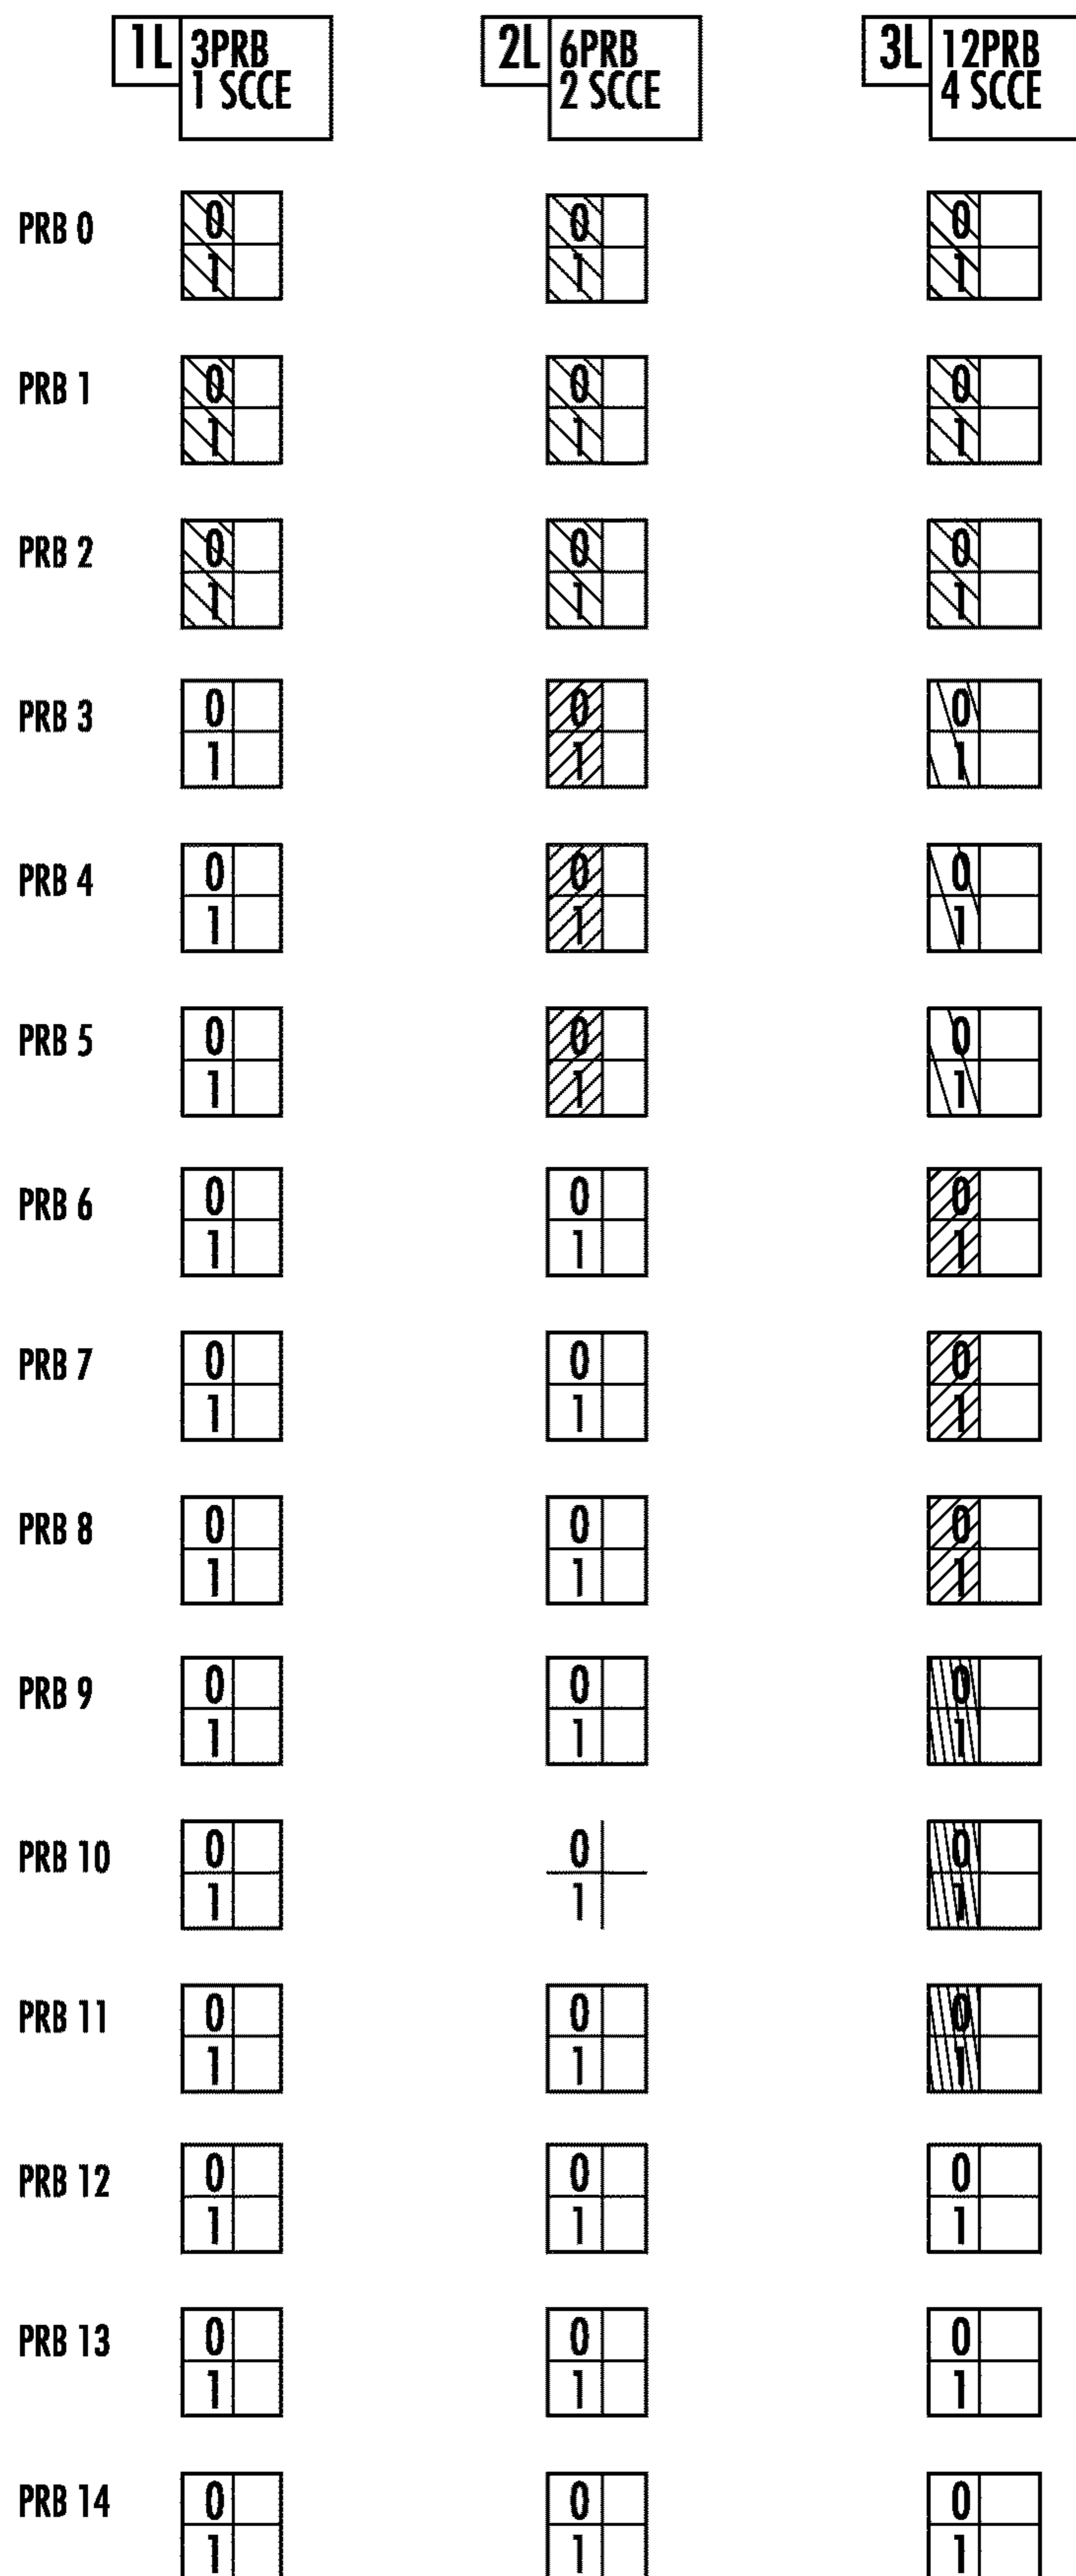 1L 3PRB 2L 6PRB 3L 12PRB
1 SCCE 2 SCCE 4 SCCE
PRB 0 0 0 0
1 1 1
PRB 1 0 0 0
1 1 1
PRB 2 0 0 0
1 1 1
PRB 3 0 0 0
1 1 1
PRB 4 0 0 0
1 1 1
PRB 5 0 0 0
1 1 1
PRB 6 0 0 0
1 1 1
PRB 7 0 0 0
1 1 1
PRB 8 0 0 0
1 1 1
PRB 9 0 0 0
1 1 1
PRB 10 0 0 0
1 1 1
PRB 11 0 0 0
1 1 1
PRB 12 0 0 0
1 1 1
PRB 13 0 0 0
1 1 1
PRB 14 0 0 0
1 1 1